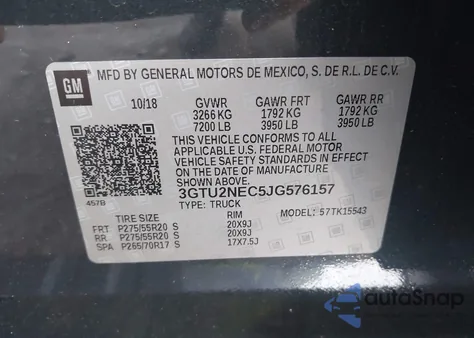 GM
MFD BY GENERAL MOTORS DE MEXICO, S. DE R.L. DE C.V.
10/18 GVWR GAWR FRT GAWR RR
3266 KG 1792 KG 1792 KG
7200 LB 3950 LB 3950 LB
THIS VEHICLE CONFORMS TO ALL
APPLICABLE U.S. FEDERAL MOTOR
VEHICLE SAFETY STANDARDS IN EFFECT ON
THE DATE OF MANUFACTURE SHOWN ABOVE.
3GTU2NEC5JG576157
457B TYPE: TRUCK
TIRE SIZE RIM MODEL: 57TK15543
FRT P275/55R20 S 20X9J
RR P275/55R20 S 20X9J
SPA P265/70R17 S 17X7.5J
autoSnap